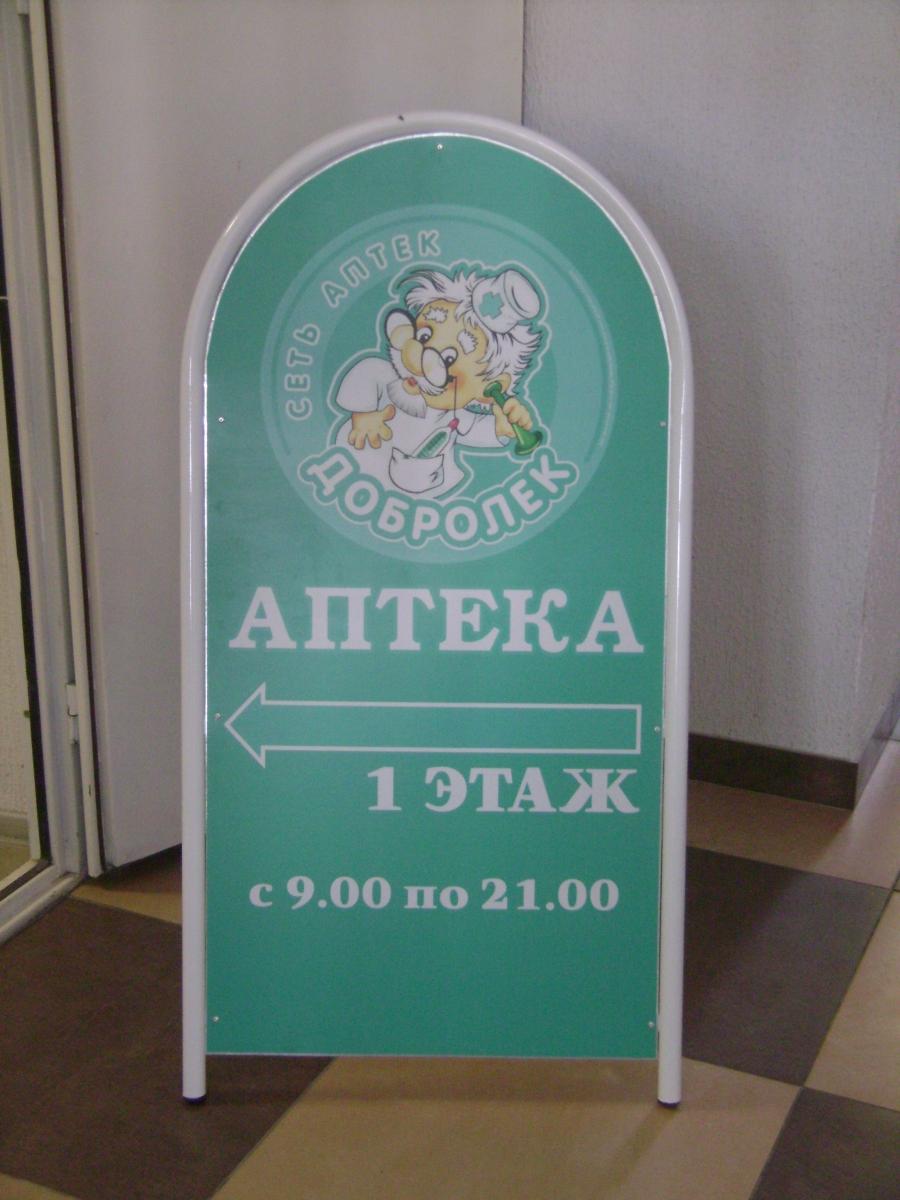 СЕТЬ АПТЕК
ДОБРОЛЕК
АПТЕКА
1 ЭТАЖ
с 9.00 по 21.00